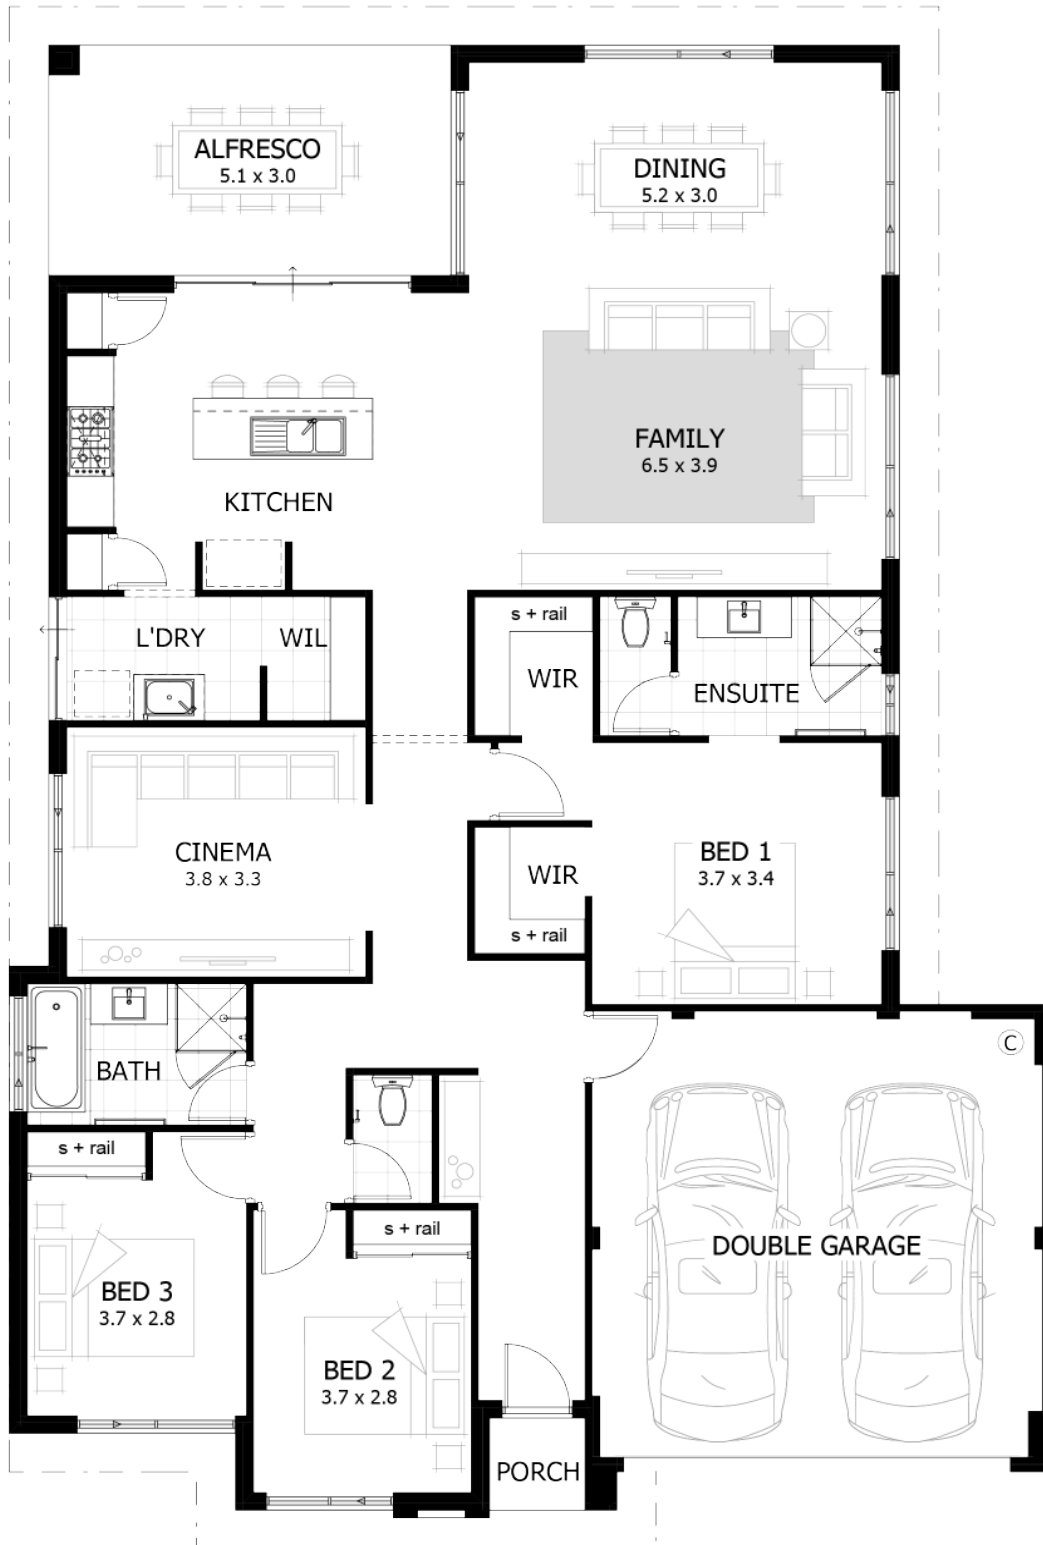 ALFRESCO
5.1 x 3.0
DINING
5.2 x 3.0
FAMILY
6.5 x 3.9
KITCHEN
L'DRY
WIL
s + rail
WIR
ENSUITE
CINEMA
3.8 x 3.3
WIR
s + rail
BED 1
3.7 x 3.4
C
BATH
s + rail
s + rail
DOUBLE GARAGE
BED 3
3.7 x 2.8
BED 2
3.7 x 2.8
PORCH